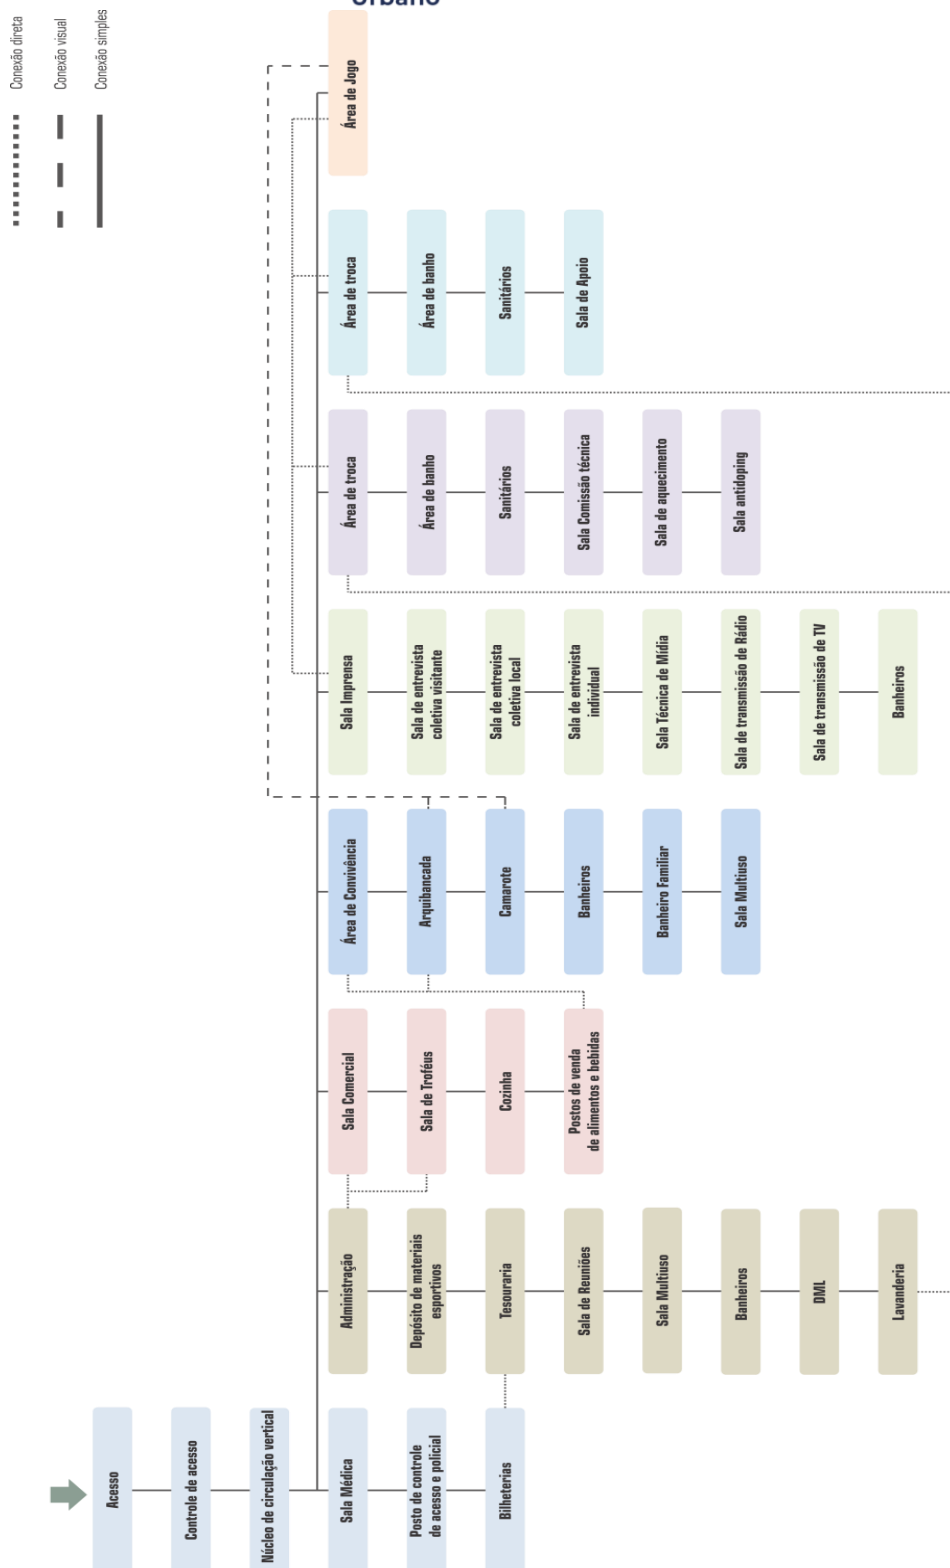 Urbano
Conexão direta
Conexão visual
Conexão simples
Acesso
Controle de acesso
Núcleo de circulação vertical
Sala Médica
Posto de controle
de acesso e policial
Bilheterias
Administração
Depósito de materiais
esportivos
Tesouraria
Sala de Reuniões
Sala Multiuso
Banheiros
DML
Lavanderia
Sala Comercial
Sala de Troféus
Cozinha
Postos de venda
de alimentos e bebidas
Área de Convivência
Arquibancada
Camarote
Banheiros
Banheiro Familiar
Sala Multiuso
Sala Imprensa
Sala de entrevista
coletiva visitante
Sala de entrevista
coletiva local
Sala de entrevista
individual
Sala Técnica de Mídia
Sala de transmissão de Rádio
Sala de transmissão de TV
Banheiros
Área de troca
Área de banho
Sanitários
Sala Comissão técnica
Sala de aquecimento
Sala antidoping
Área de troca
Área de banho
Sanitários
Sala de Apoio
Área de Jogo